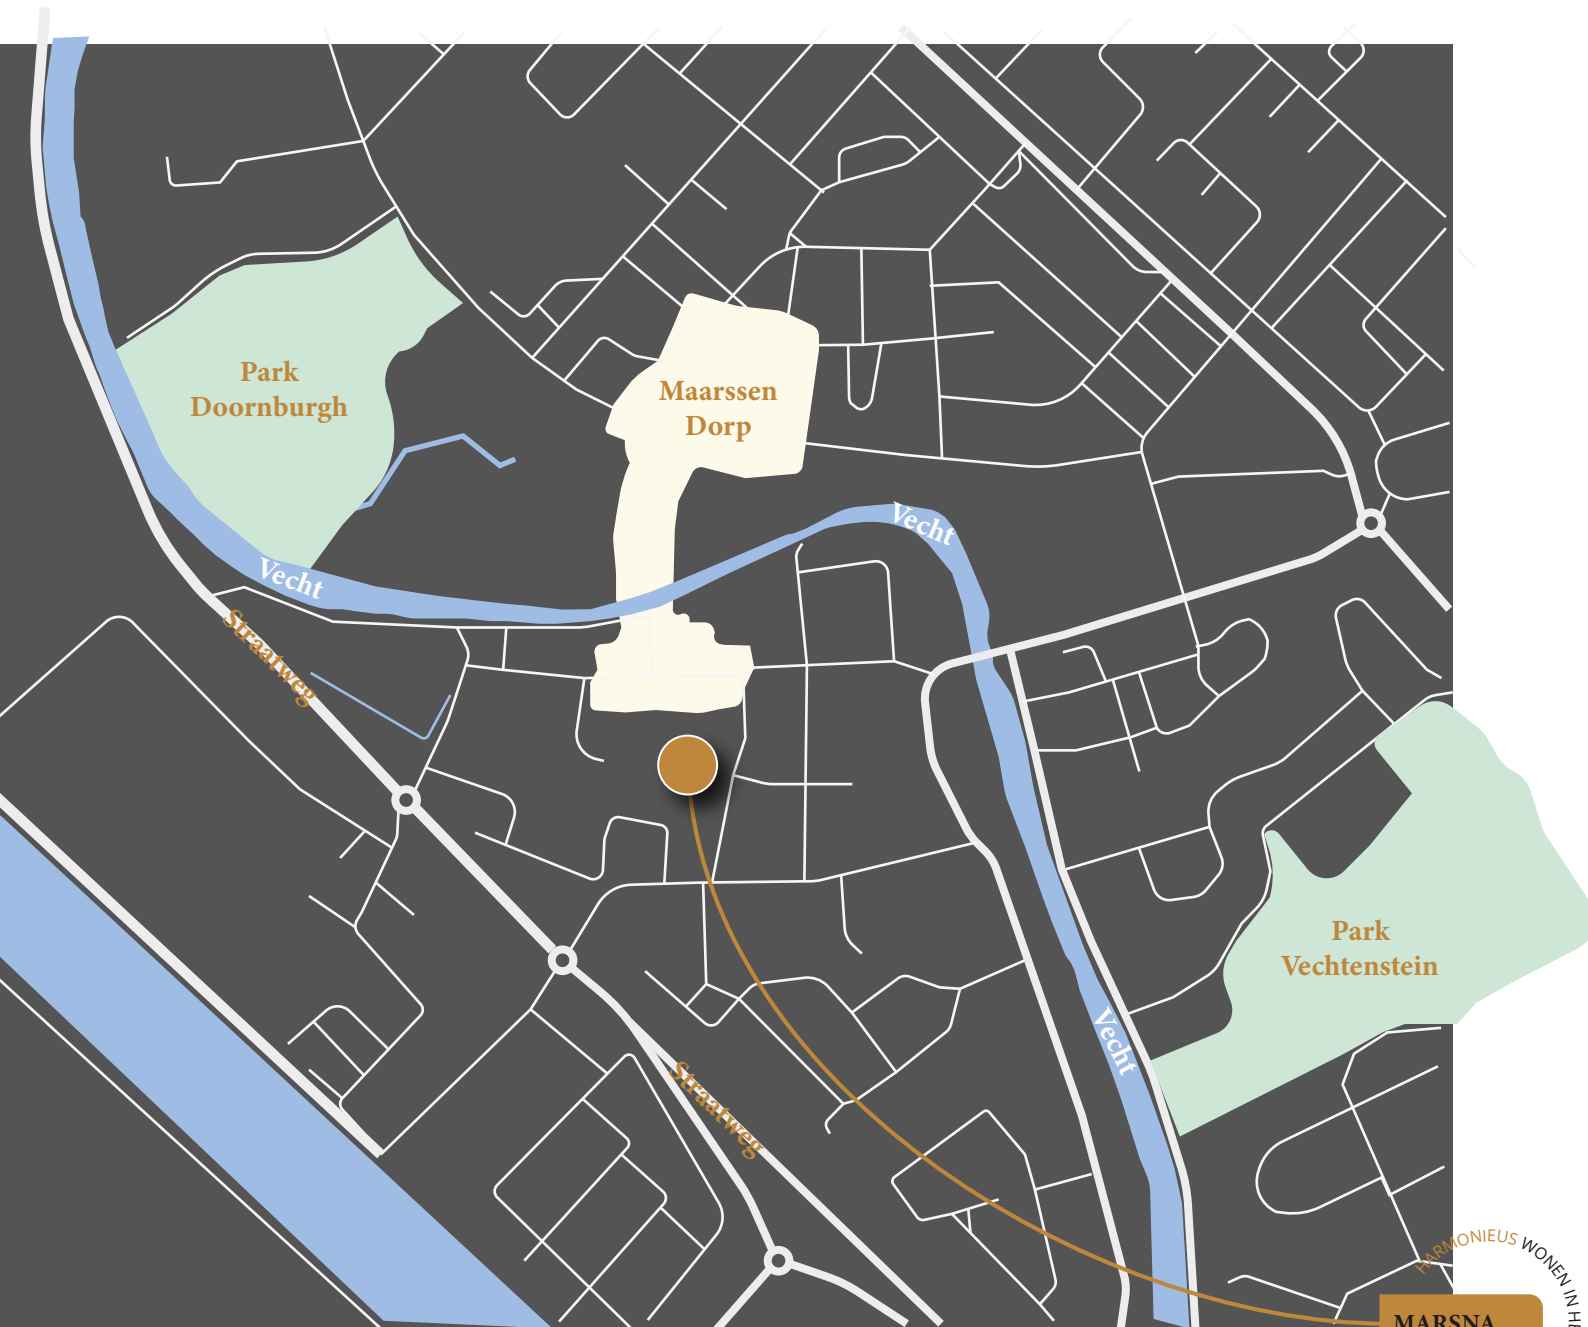 Park
Doornburgh
Maarssen
Dorp
Vecht
Vecht
Straatweg
Park
Vechtenstein
Vecht
Straatweg
HARMONIEUS WONEN IN
MARSNA